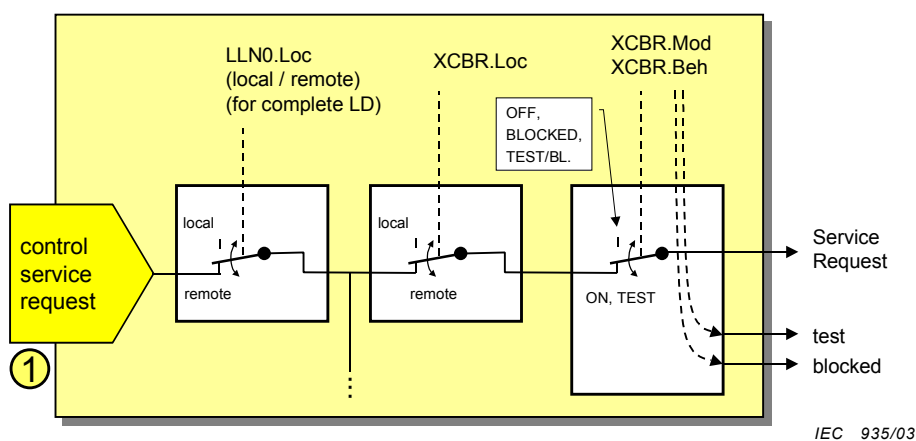 LLN0.Loc
(local / remote)
(for complete LD)
XCBR.Loc
XCBR.Mod
XCBR.Beh
OFF,
BLOCKED,
TEST/BL.
control
service
request
1
local
remote
local
remote
ON, TEST
Service
Request
test
blocked
IEC 935/03